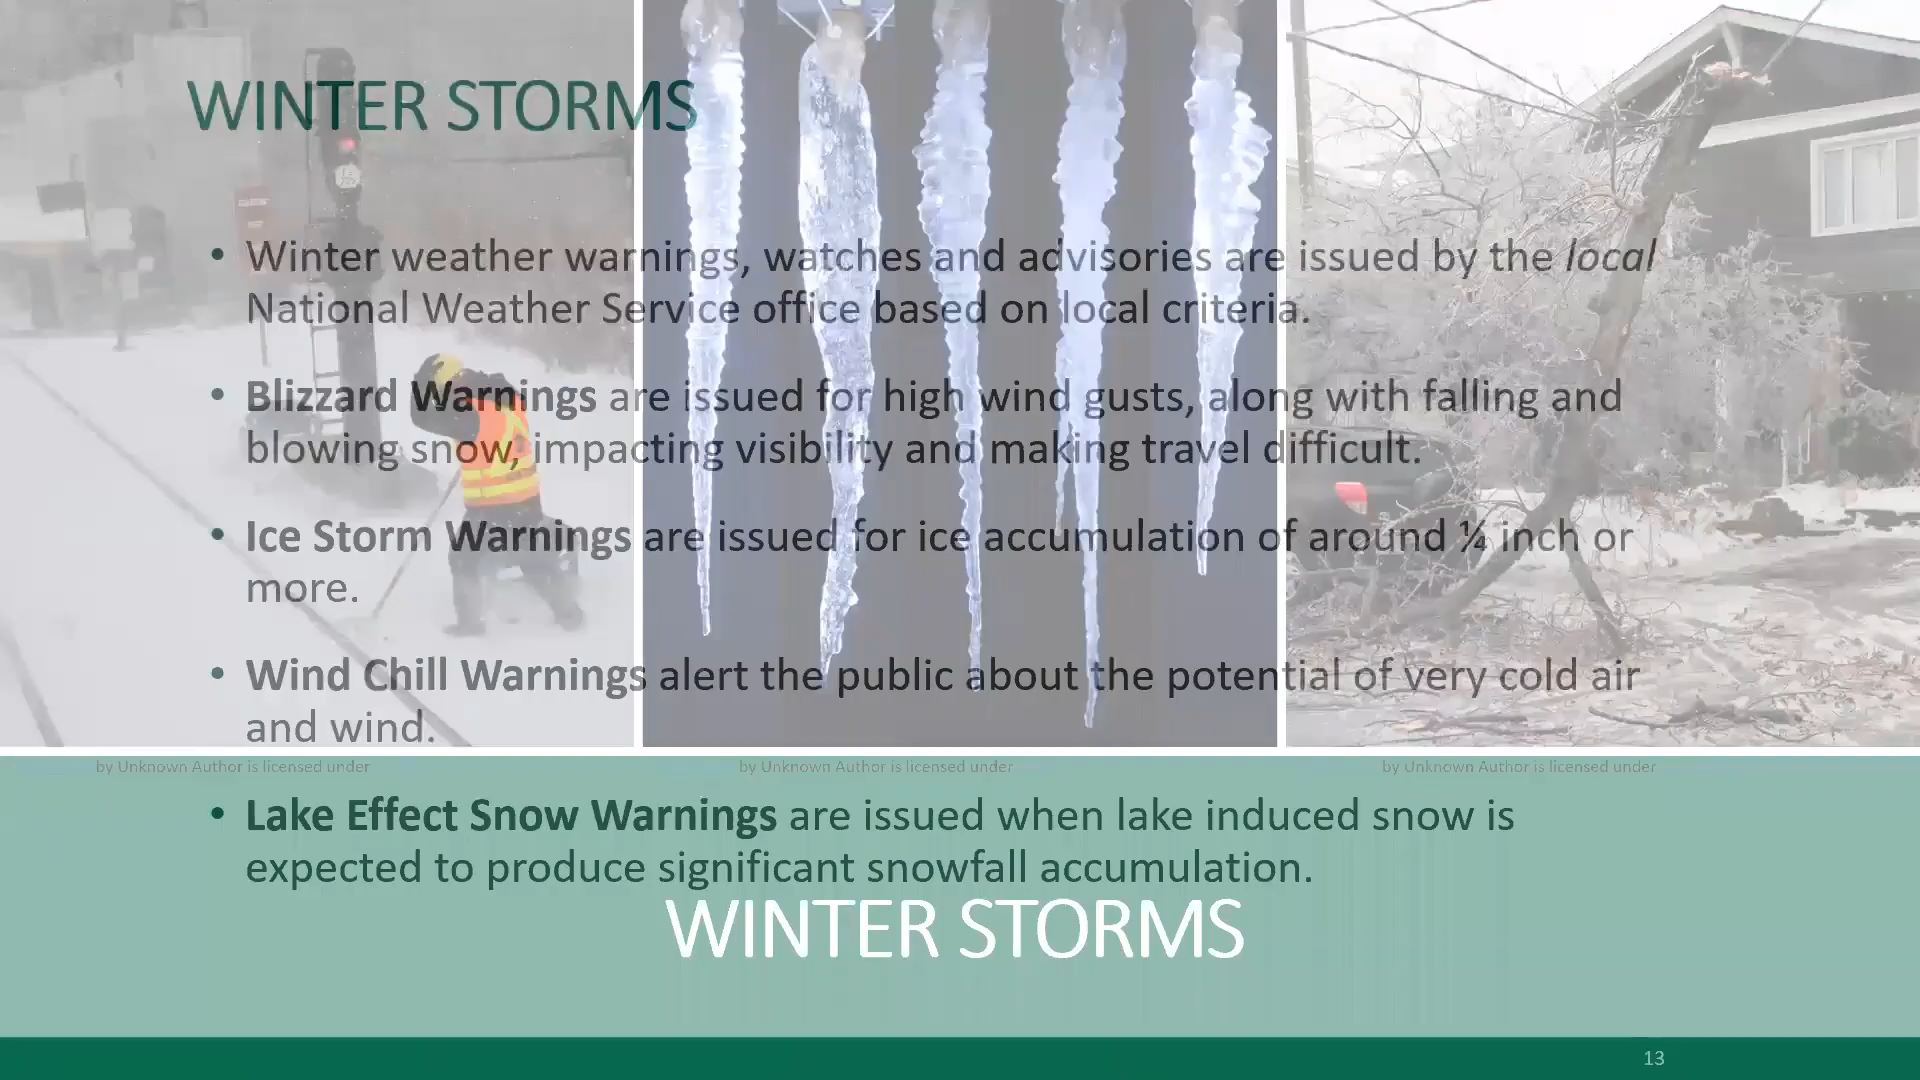 WINTER STORMS
• Winter weather warnings, watches and advisories are issued by the local
National Weather Service office based on local criteria.
• Blizzard Warnings are issued for high wind gusts, along with falling and
blowing snow, impacting visibility and making travel difficult.
• Ice Storm Warnings are issued for ice accumulation of around ¼ inch or
more.
• Wind Chill Warnings alert the public about the potential of very cold air
and wind.
by Unknown Author is licensed under
by Unknown Author is licensed under
by Unknown Author is licensed under
• Lake Effect Snow Warnings are issued when lake induced snow is
expected to produce significant snowfall accumulation.
WINTER STORMS
13